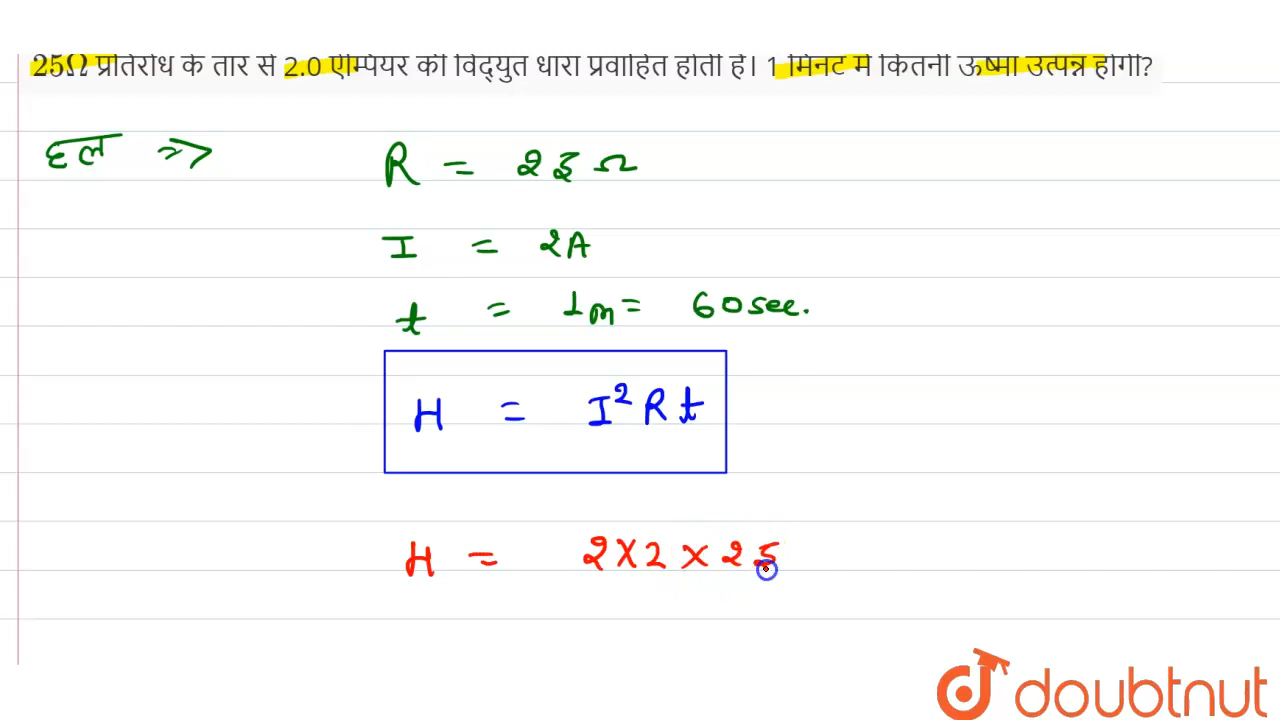 25Ω प्रतिरोध के तार से 2.0 ऐम्पियर की विद्युत धारा प्रवाहित होती है। 1 मिनट में कितनी ऊष्मा उत्पन्न होगी?
हल ⇒
R = 25 Ω
I = 2A
t = 1m = 60 sec.
H = I² R t
H = 2×2×25
doubtnut